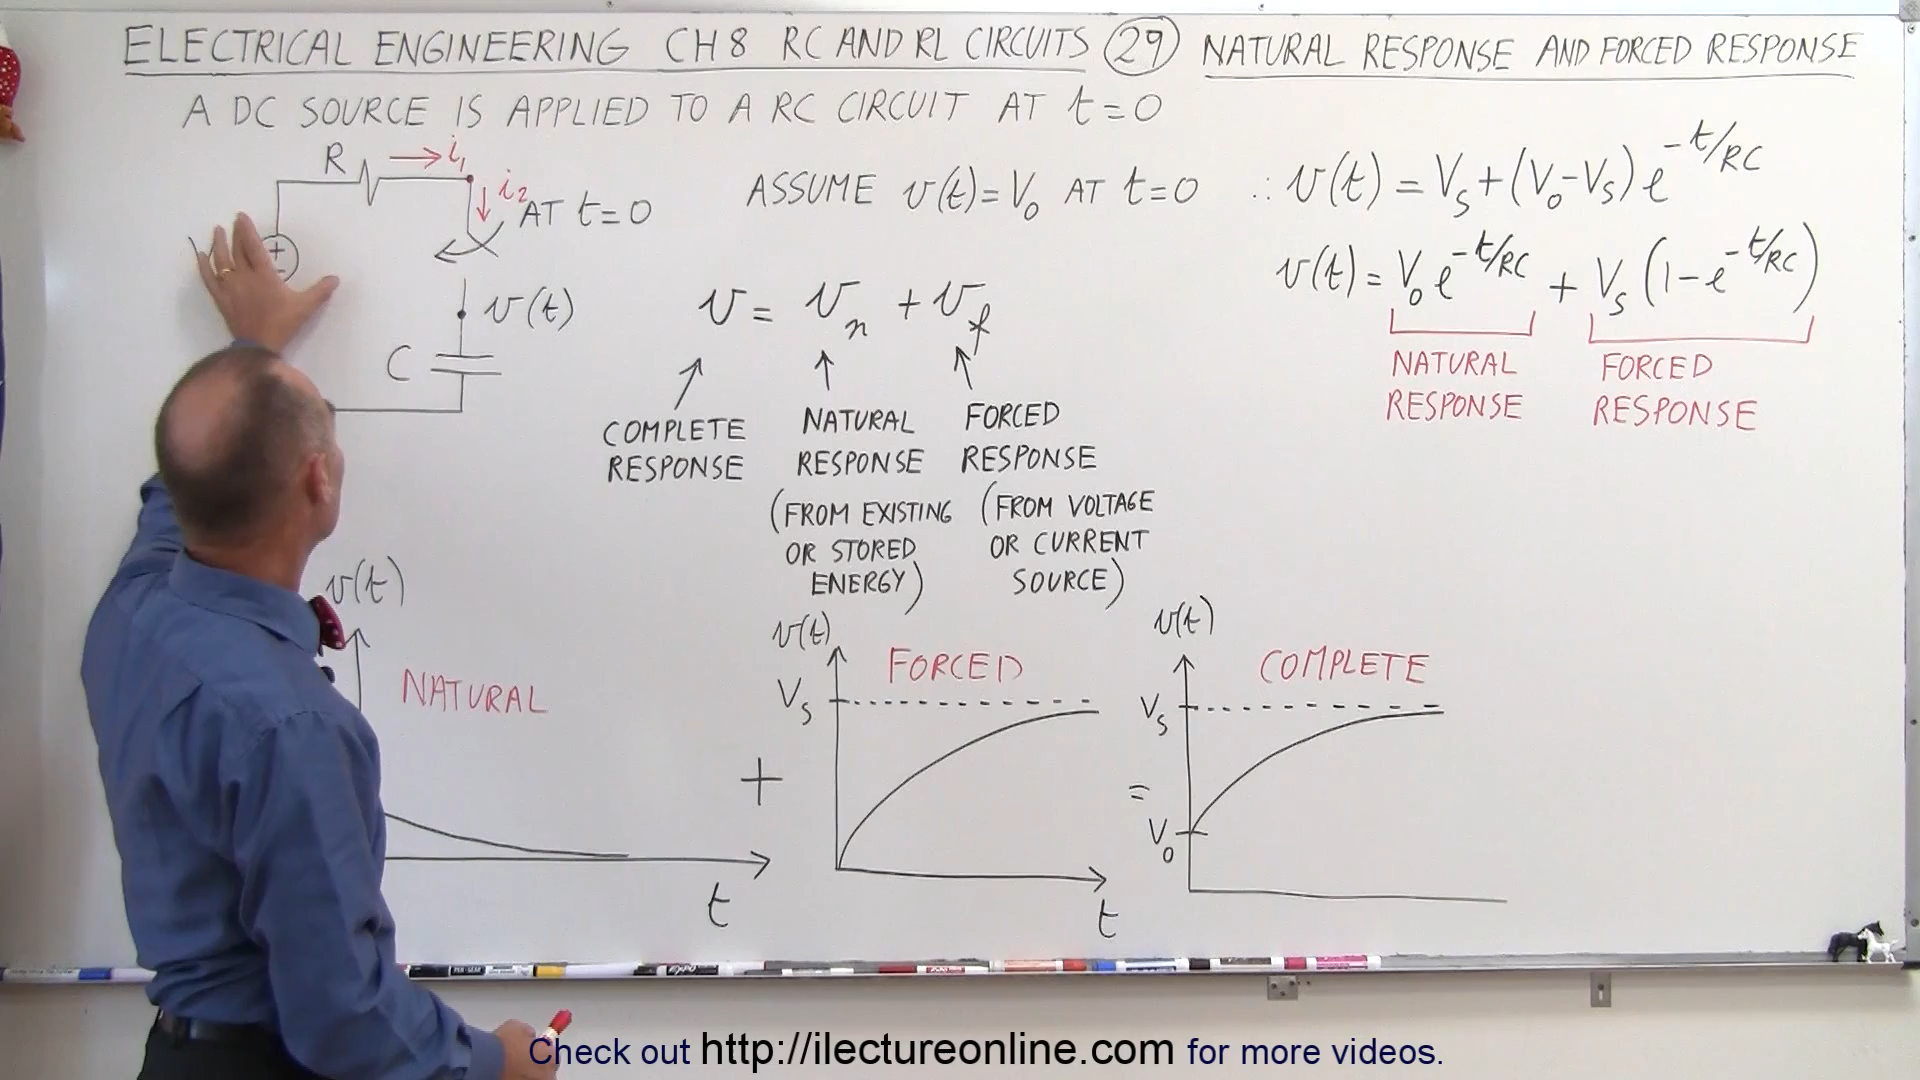 ELECTRICAL ENGINEERING CH 8 RC AND RL CIRCUITS 29 NATURAL RESPONSE AND FORCED RESPONSE
A DC SOURCE IS APPLIED TO A RC CIRCUIT AT t=0
R i₁
i₂
AT t=0
+
-
v(t)
C
ASSUME v(t)=V₀ AT t=0
v = vₙ + v_f
COMPLETE
RESPONSE
NATURAL
RESPONSE
(FROM EXISTING
OR STORED
ENERGY)
FORCED
RESPONSE
(FROM VOLTAGE
OR CURRENT
SOURCE)
∴ v(t) = Vₛ+(V₀-Vₛ) e^(-t/RC)
v(t) = V₀ e^(-t/RC) + Vₛ (1-e^(-t/RC))
NATURAL
RESPONSE
FORCED
RESPONSE
v(t)
NATURAL
t
+
v(t)
FORCED
Vₛ
t
=
v(t)
COMPLETE
Vₛ
V₀
EXPO
Check out http://ilectureonline.com for more videos.